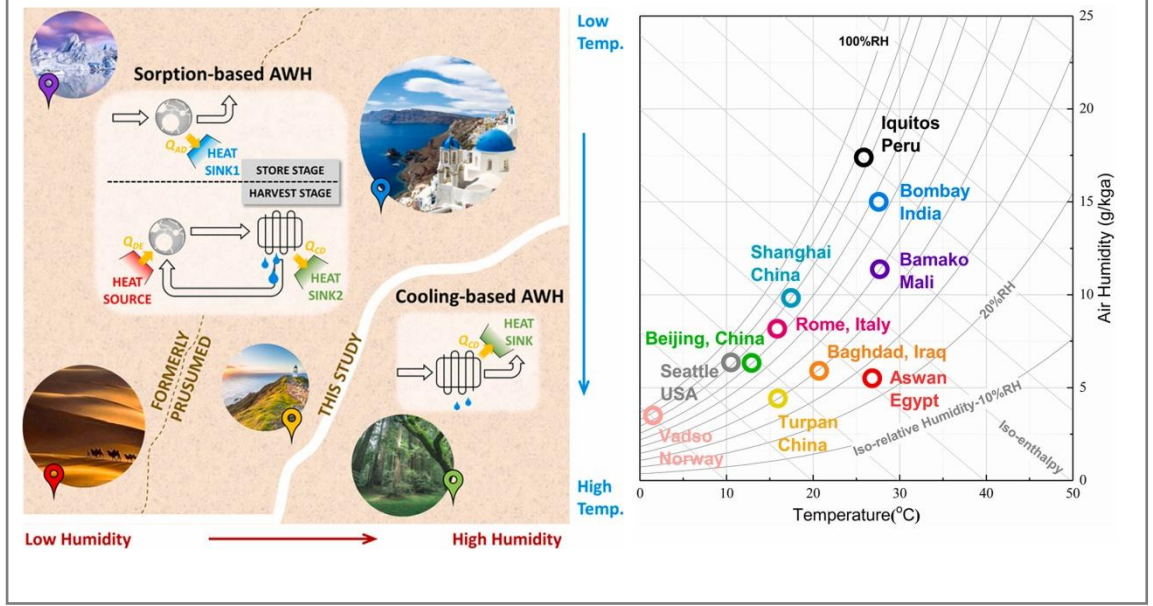 Sorption-based AWH
Q_AD
HEAT
SINK1
STORE STAGE
HARVEST STAGE
Q_DE
HEAT
SOURCE
Q_CD
HEAT
SINK2
FORMERLY
PRUSUMED
THIS STUDY
Cooling-based AWH
HEAT
SINK
Q_CD
Low Humidity
High Humidity
Low
Temp.
High
Temp.
100%RH
Iquitos
Peru
Bombay
India
Shanghai
China
Bamako
Mali
20%RH
Rome, Italy
Beijing, China
Baghdad, Iraq
Seattle
USA
Aswan
Egypt
Iso-relative Humidity-10%RH
Turpan
China
Vadso
Norway
Iso-enthalpy
25
20
15
10
5
0
Air Humidity (g/kga)
0 10 20 30 40 50
Temperature(°C)